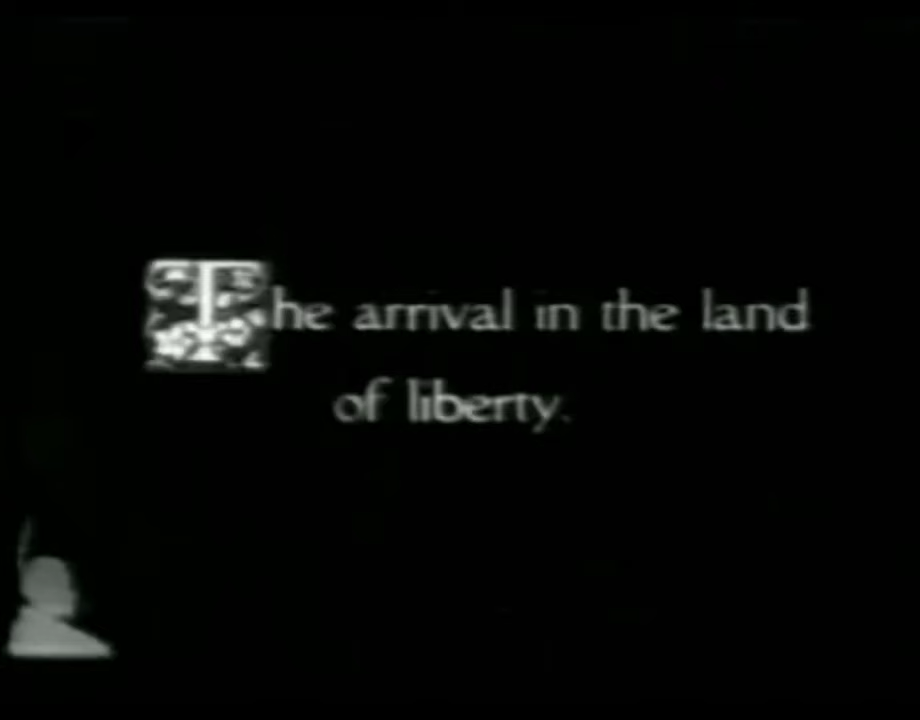 The arrival in the land
of liberty.